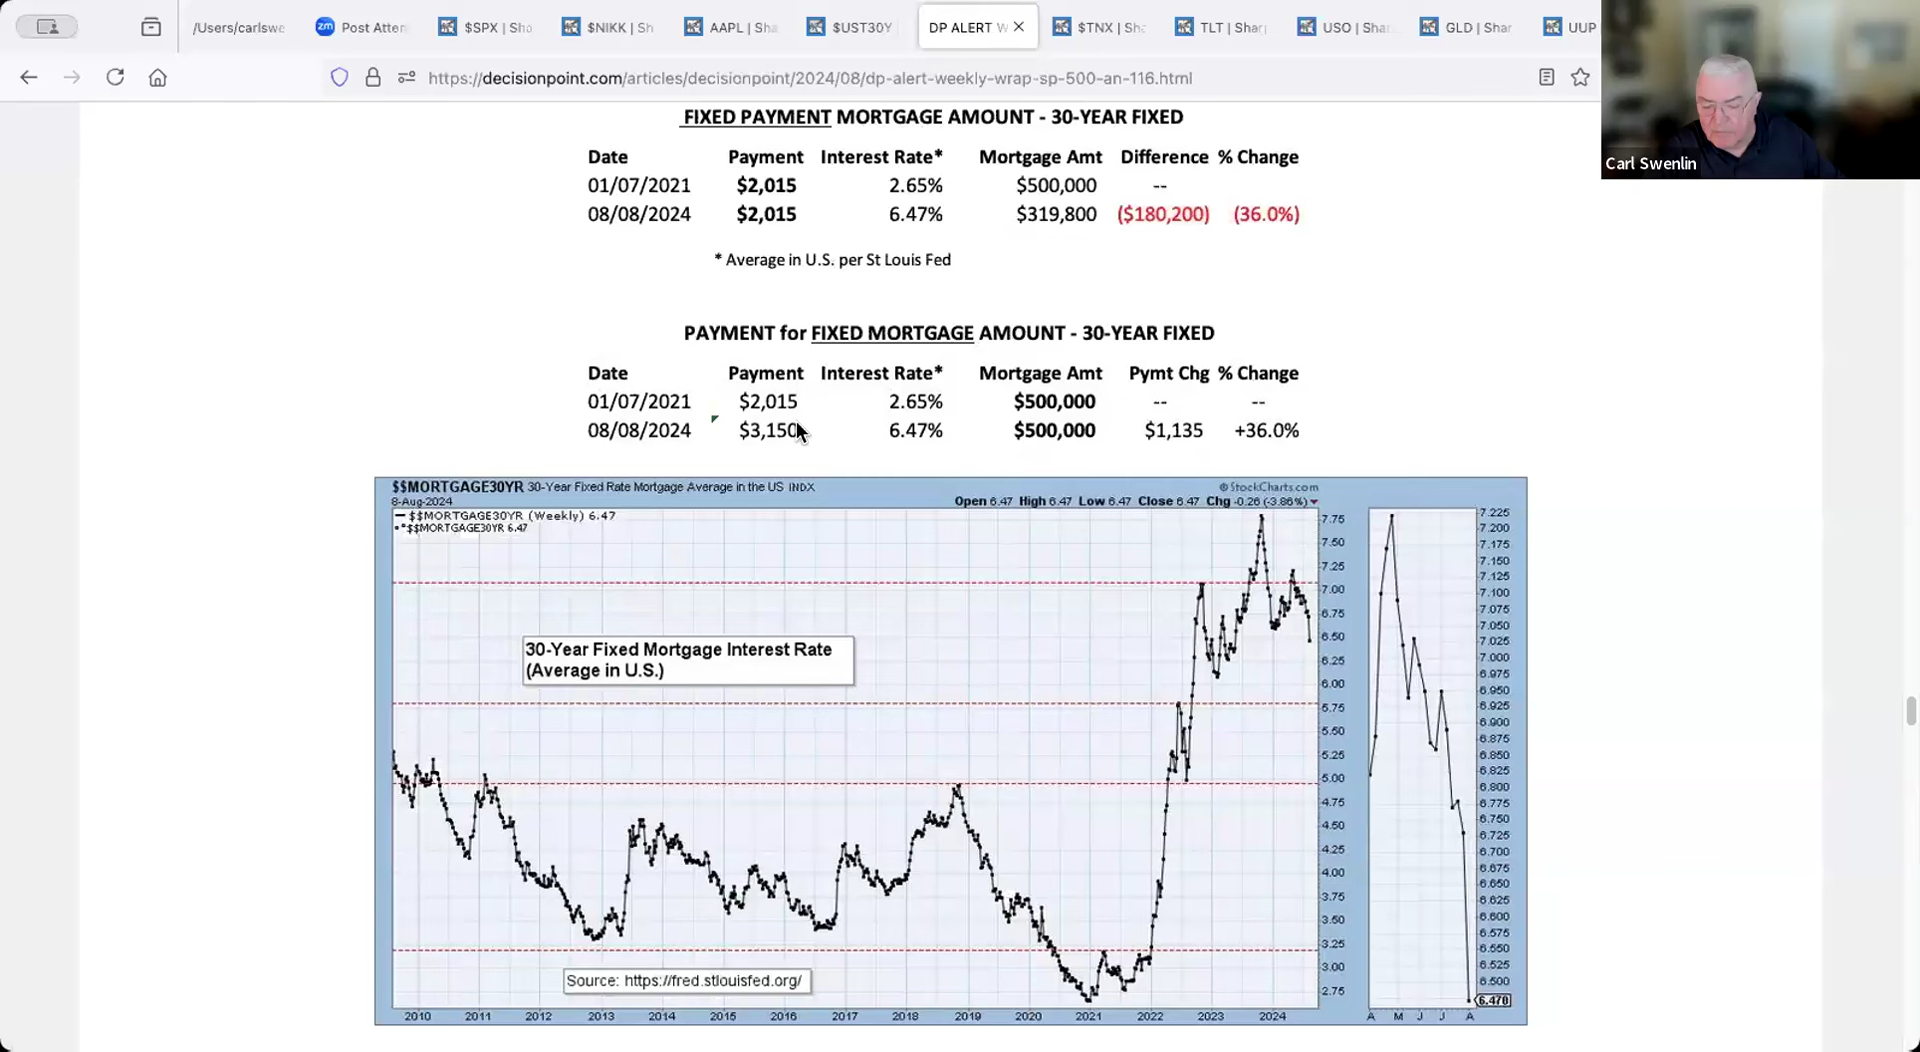 /Users/carlswe
Post Atten
$SPX | Sha
$NIKK | Sh
AAPL | Sha
$UST30Y
DP ALERT W
$TNX | Sha
TLT | Sharp
USO | Shar
GLD | Shar
UUP
https://decisionpoint.com/articles/decisionpoint/2024/08/dp-alert-weekly-wrap-sp-500-an-116.html
Carl Swenlin
FIXED PAYMENT MORTGAGE AMOUNT - 30-YEAR FIXED
Date Payment Interest Rate* Mortgage Amt Difference % Change
01/07/2021 $2,015 2.65% $500,000 --
08/08/2024 $2,015 6.47% $319,800 ($180,200) (36.0%)
* Average in U.S. per St Louis Fed
PAYMENT for FIXED MORTGAGE AMOUNT - 30-YEAR FIXED
Date Payment Interest Rate* Mortgage Amt Pymt Chg % Change
01/07/2021 $2,015 2.65% $500,000 -- --
08/08/2024 $3,150 6.47% $500,000 $1,135 +36.0%
$$MORTGAGE30YR 30-Year Fixed Rate Mortgage Average in the US INDX
© StockCharts.com
8-Aug-2024
Open 6.47 High 6.47 Low 6.47 Close 6.47 Chg -0.26 (-3.86%)
$$MORTGAGE30YR (Weekly) 6.47
$$MORTGAGE30YR 6.47
30-Year Fixed Mortgage Interest Rate
(Average in U.S.)
Source: https://fred.stlouisfed.org/
7.75
7.50
7.25
7.00
6.75
6.50
6.25
6.00
5.75
5.50
5.25
5.00
4.75
4.50
4.25
4.00
3.75
3.50
3.25
3.00
2.75
2010 2011 2012 2013 2014 2015 2016 2017 2018 2019 2020 2021 2022 2023 2024
7.225
7.200
7.175
7.150
7.125
7.100
7.075
7.050
7.025
7.000
6.975
6.950
6.925
6.900
6.875
6.850
6.825
6.800
6.775
6.750
6.725
6.700
6.675
6.650
6.625
6.600
6.575
6.550
6.525
6.500
6.470
A M J J A